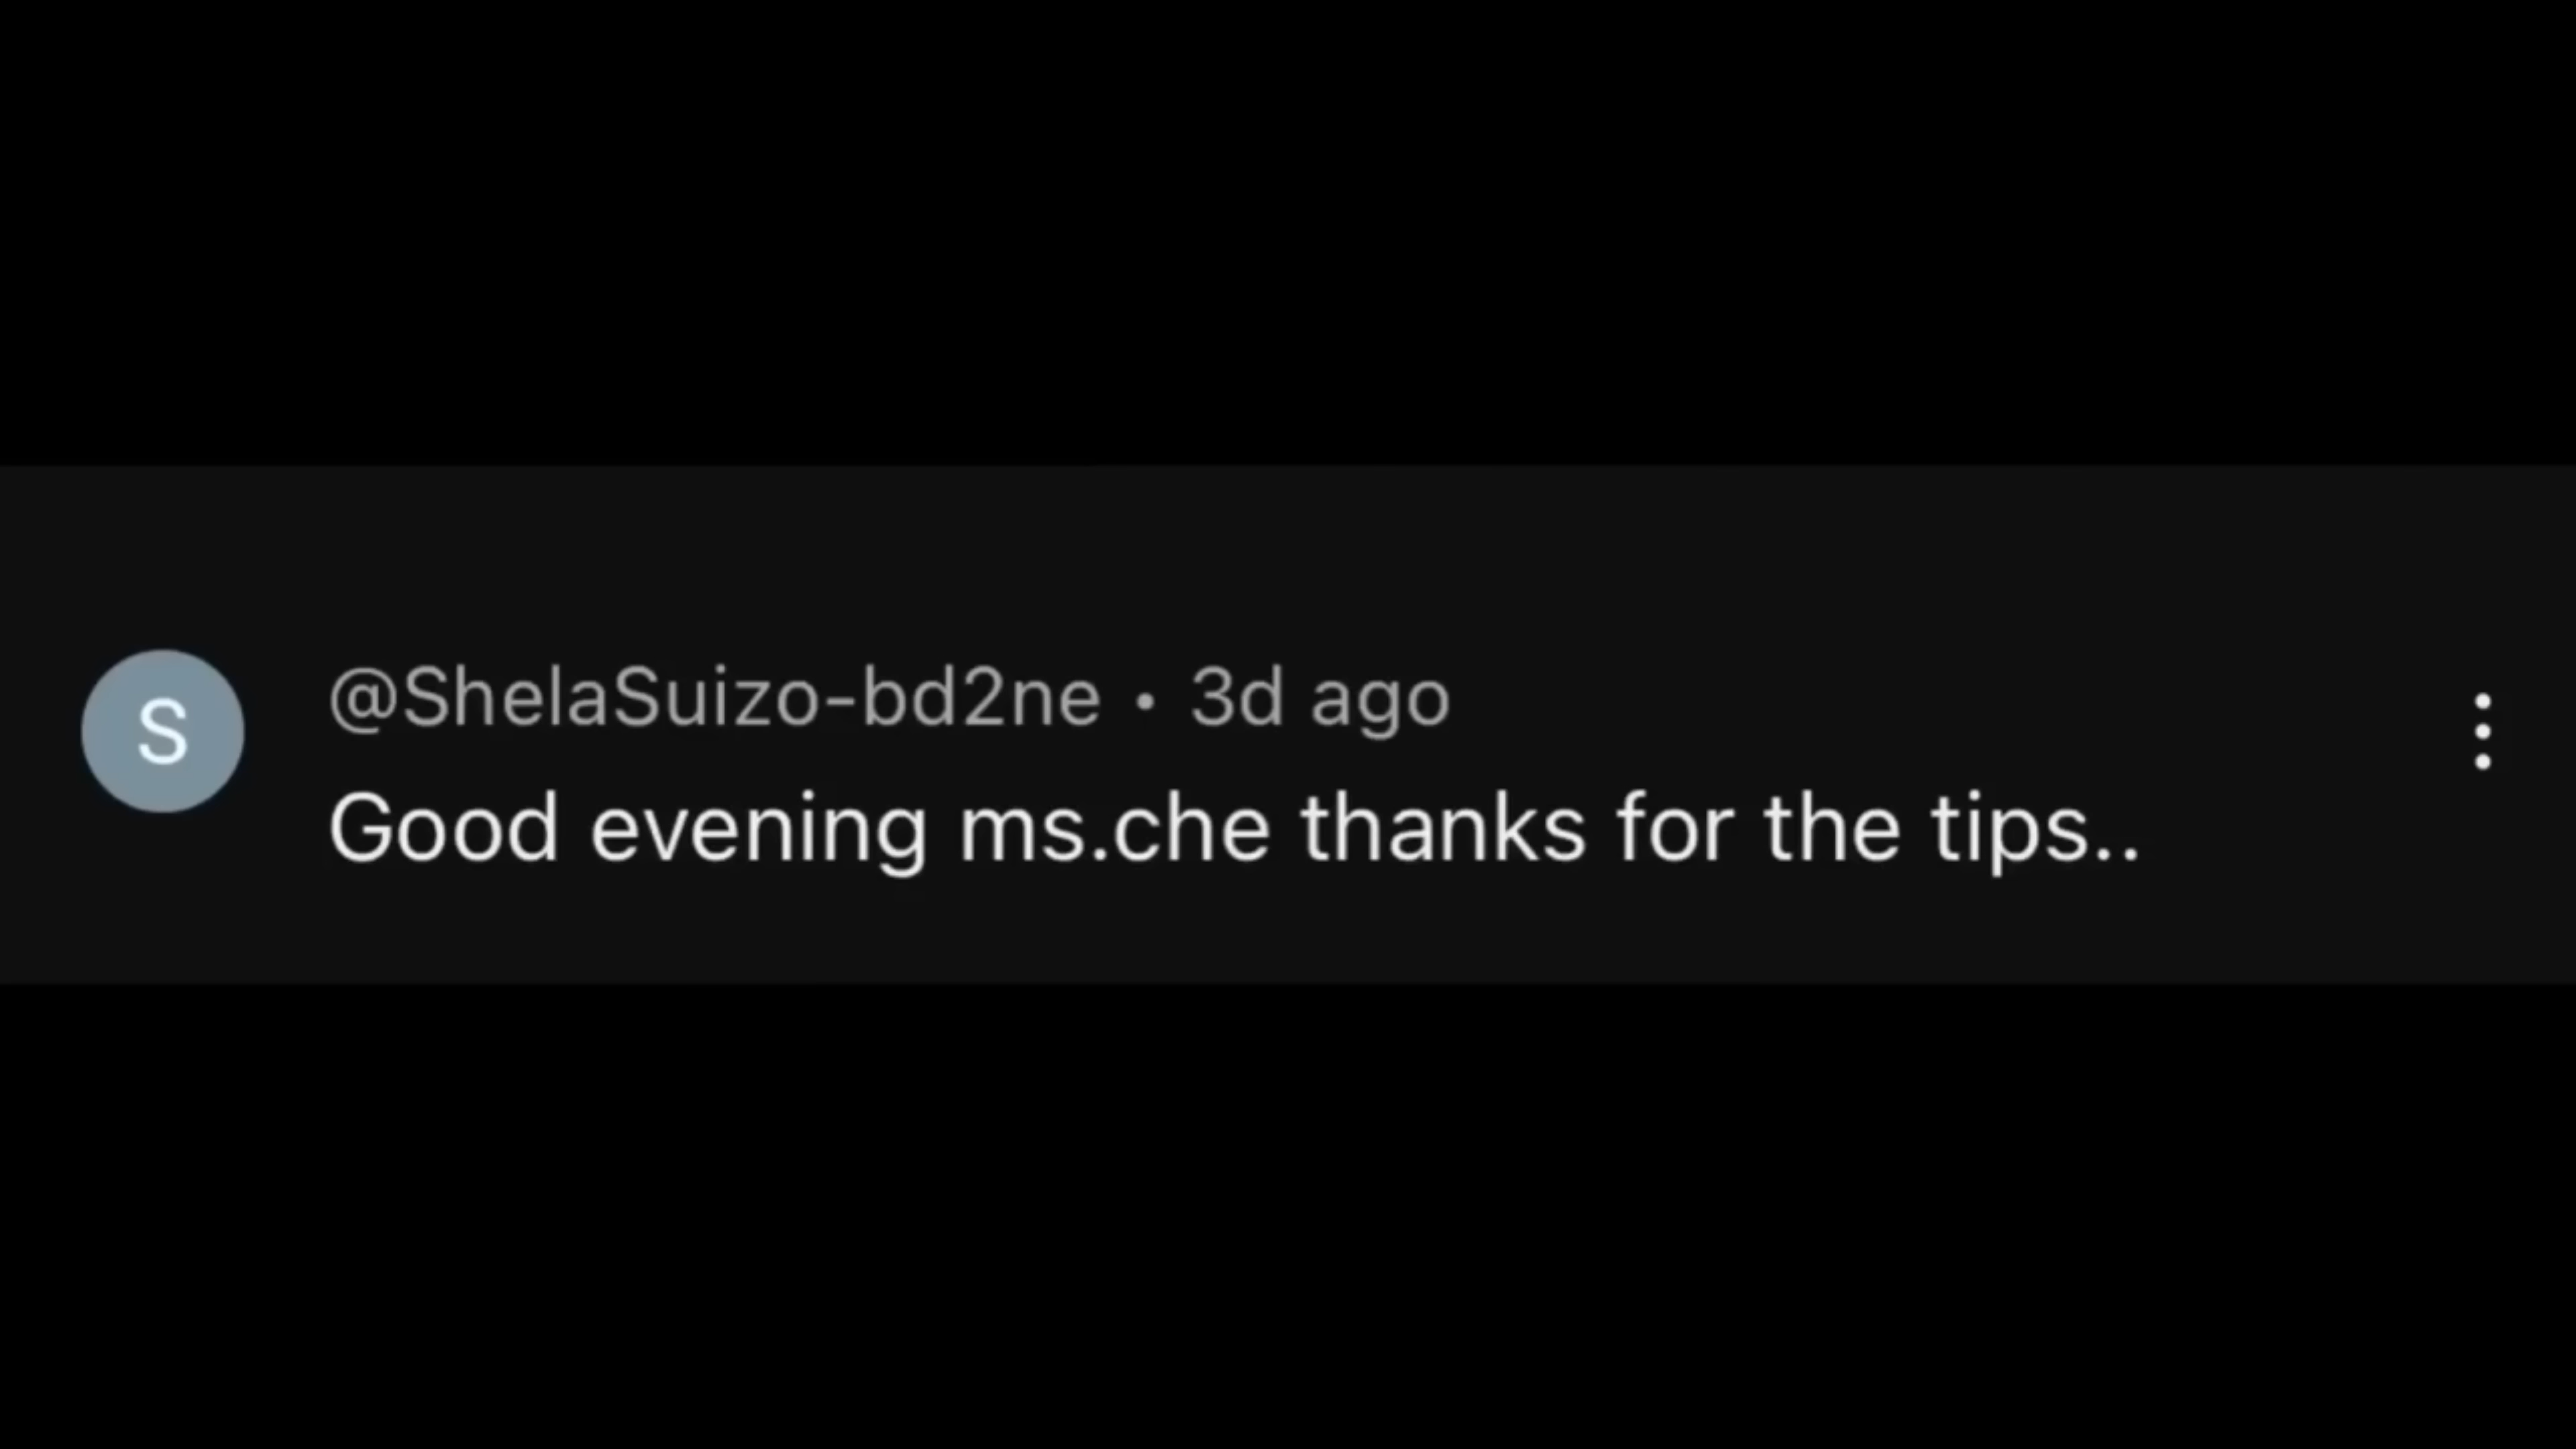 S
@ShelaSuizo-bd2ne • 3d ago
Good evening ms.che thanks for the tips..